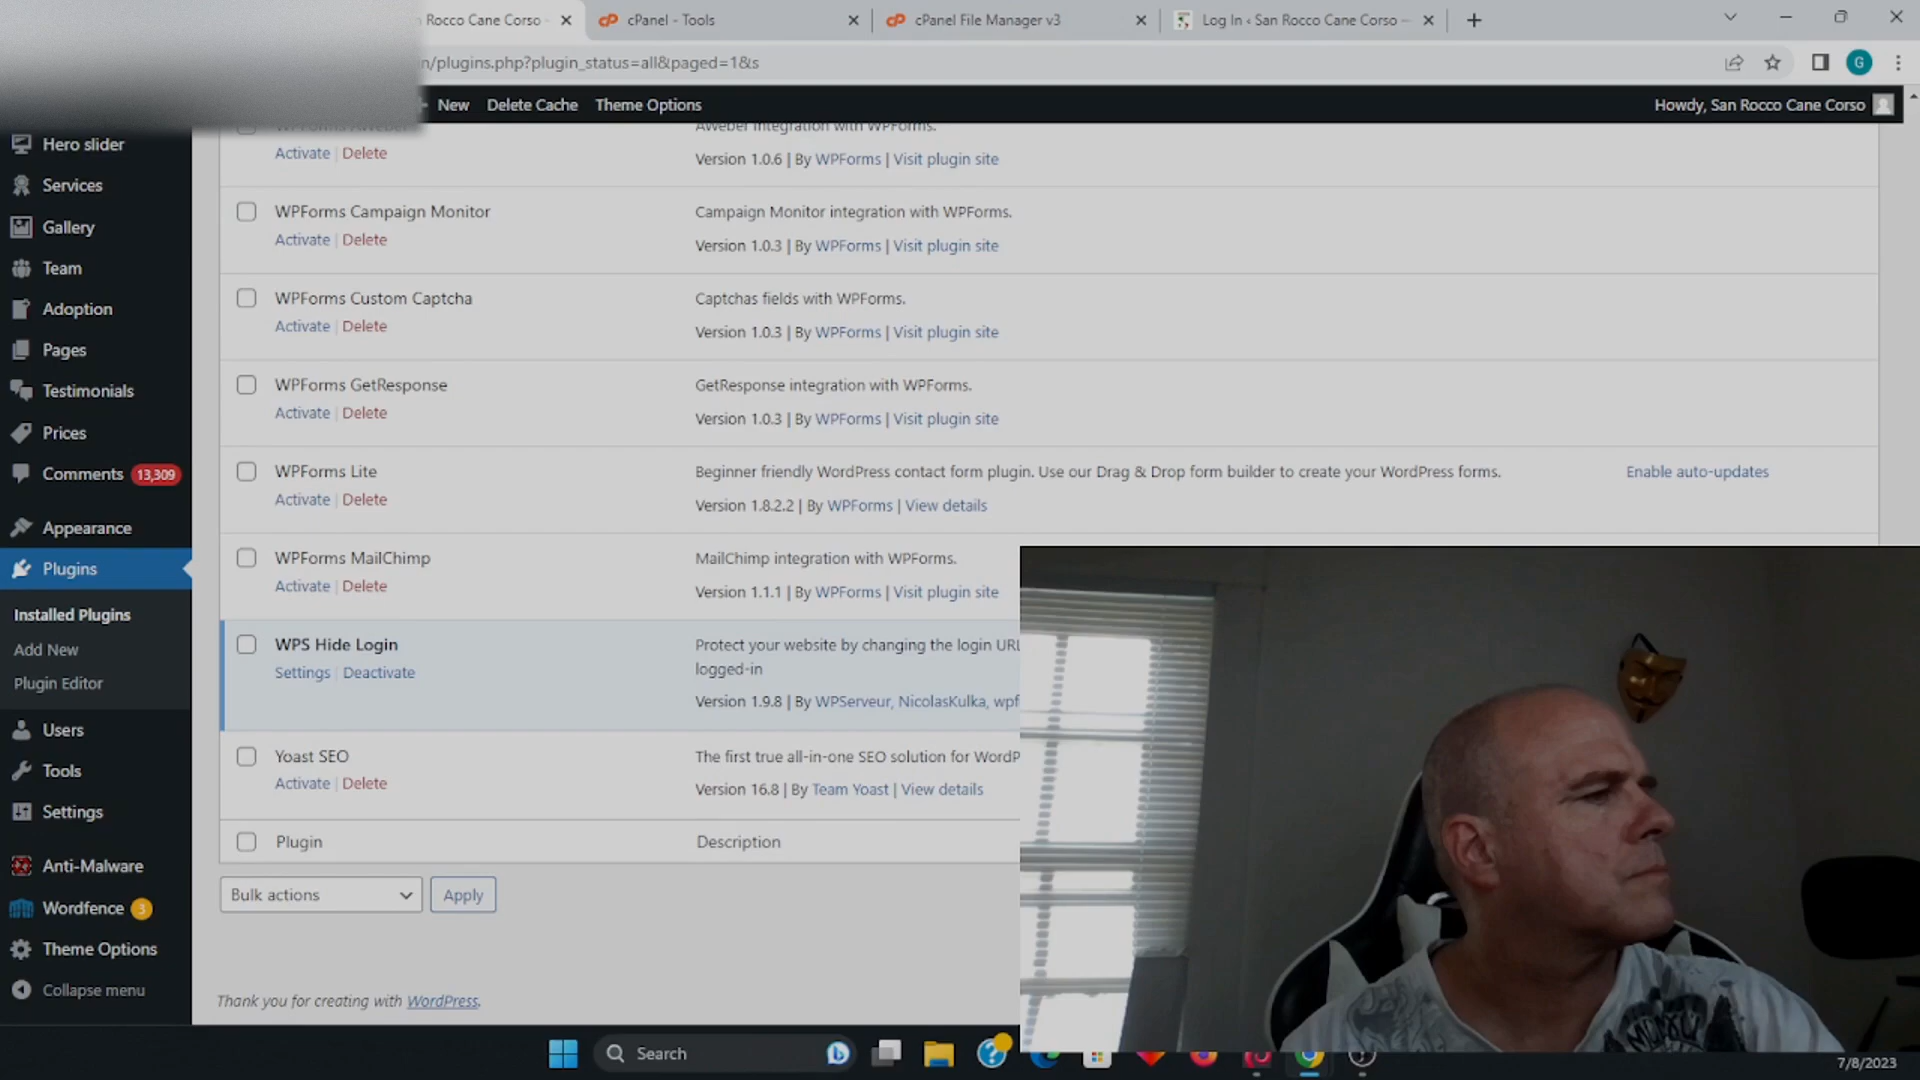 n Rocco Cane Corso -
cPanel - Tools
cPanel File Manager v3
Log In ‹ San Rocco Cane Corso —
n/plugins.php?plugin_status=all&paged=1&s
G
New
Delete Cache
Theme Options
Howdy, San Rocco Cane Corso
Hero slider
Services
Gallery
Team
Adoption
Pages
Testimonials
Prices
Comments 13,309
Appearance
Plugins
Installed Plugins
Add New
Plugin Editor
Users
Tools
Settings
Anti-Malware
Wordfence 3
Theme Options
Collapse menu
Aweber integration with WPForms.
Activate | Delete
Version 1.0.6 | By WPForms | Visit plugin site
WPForms Campaign Monitor
Campaign Monitor integration with WPForms.
Activate | Delete
Version 1.0.3 | By WPForms | Visit plugin site
WPForms Custom Captcha
Captchas fields with WPForms.
Activate | Delete
Version 1.0.3 | By WPForms | Visit plugin site
WPForms GetResponse
GetResponse integration with WPForms.
Activate | Delete
Version 1.0.3 | By WPForms | Visit plugin site
WPForms Lite
Beginner friendly WordPress contact form plugin. Use our Drag & Drop form builder to create your WordPress forms.
Enable auto-updates
Activate | Delete
Version 1.8.2.2 | By WPForms | View details
WPForms MailChimp
MailChimp integration with WPForms.
Activate | Delete
Version 1.1.1 | By WPForms | Visit plugin site
WPS Hide Login
Protect your website by changing the login URL
Settings | Deactivate
logged-in
Version 1.9.8 | By WPServeur, NicolasKulka, wpf
Yoast SEO
The first true all-in-one SEO solution for WordP
Activate | Delete
Version 16.8 | By Team Yoast | View details
Plugin
Description
Bulk actions
Apply
Thank you for creating with WordPress.
Search
7/8/2023